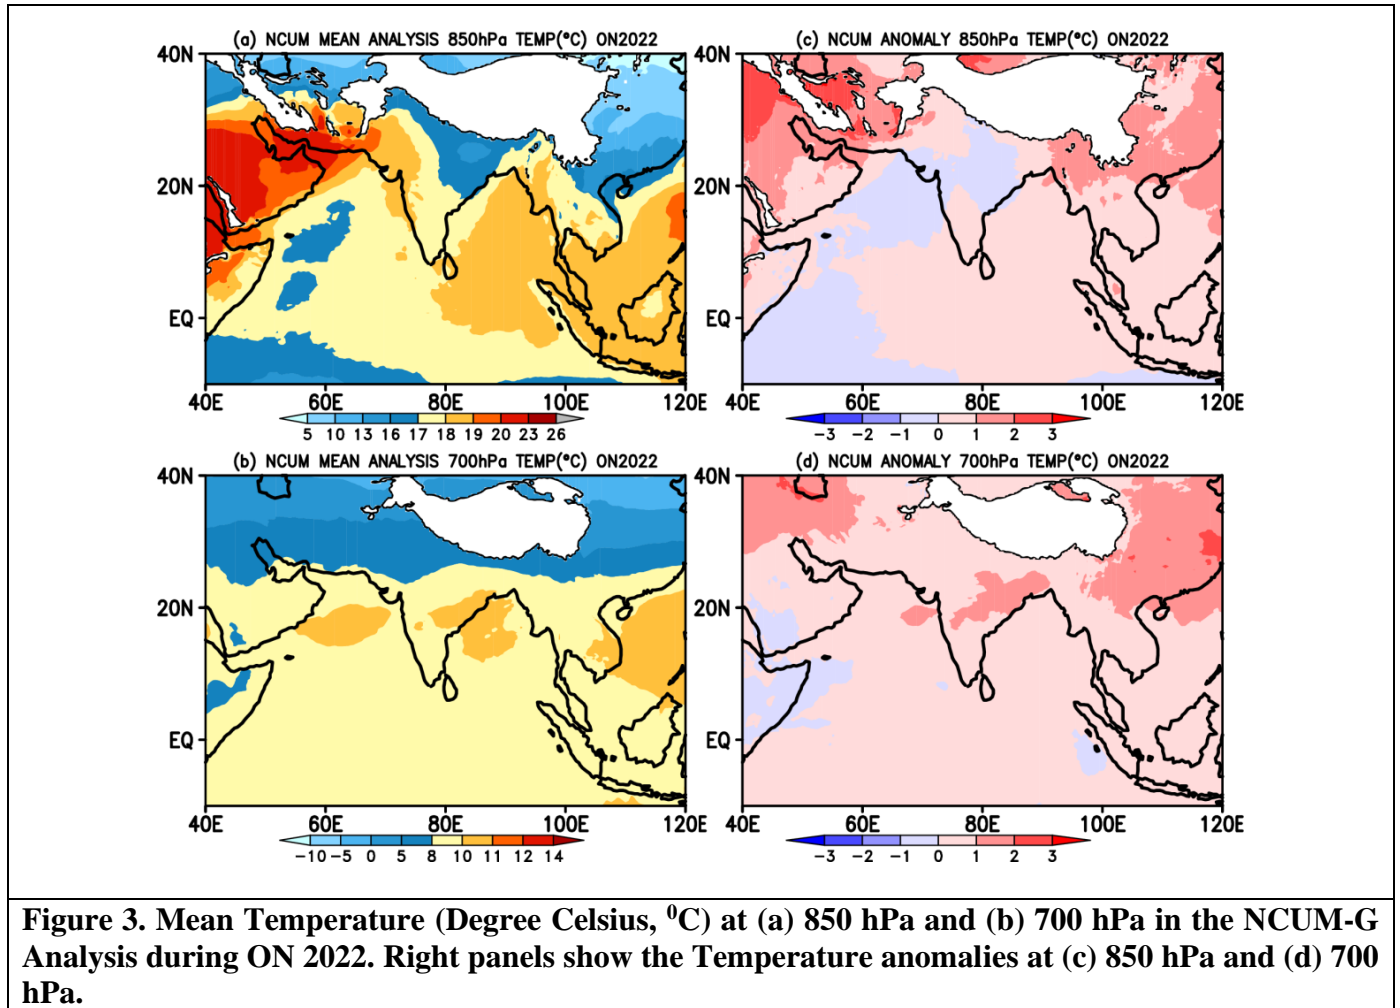 (a) NCUM MEAN ANALYSIS 850hPa TEMP(°C) ON2022
40N
20N
EQ
40E 60E 80E 100E 120E
5 10 13 16 17 18 19 20 23 26
(c) NCUM ANOMALY 850hPa TEMP(°C) ON2022
40N
20N
EQ
40E 60E 80E 100E 120E
−3 −2 −1 0 1 2 3
(b) NCUM MEAN ANALYSIS 700hPa TEMP(°C) ON2022
40N
20N
EQ
40E 60E 80E 100E 120E
−10 −5 0 5 8 10 11 12 14
(d) NCUM ANOMALY 700hPa TEMP(°C) ON2022
40N
20N
EQ
40E 60E 80E 100E 120E
−3 −2 −1 0 1 2 3
Figure 3. Mean Temperature (Degree Celsius, ⁰C) at (a) 850 hPa and (b) 700 hPa in the NCUM-G
Analysis during ON 2022. Right panels show the Temperature anomalies at (c) 850 hPa and (d) 700
hPa.